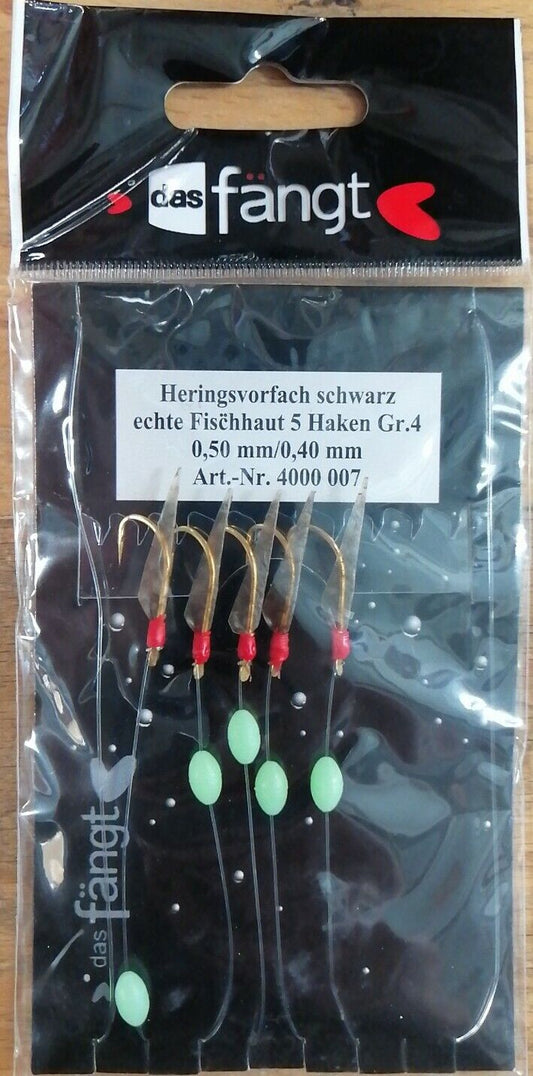 das fängt
Heringsvorfach schwarz
echte Fischhaut 5 Haken Gr.4
0,50 mm/0,40 mm
Art.-Nr. 4000 007
das fängt